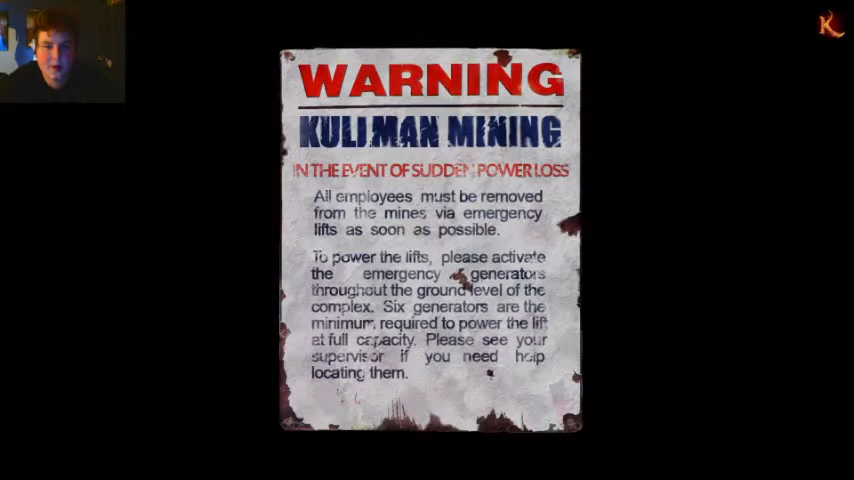 K
WARNING
KULLMAN MINING
IN THE EVENT OF SUDDEN POWER LOSS
All employees must be removed
from the mines via emergency
lifts as soon as possible.
To power the lifts, please activate
the emergency generators
throughout the ground level of the
complex. Six generators are the
minimum required to power the lift
at full capacity. Please see your
supervisor if you need help
locating them.